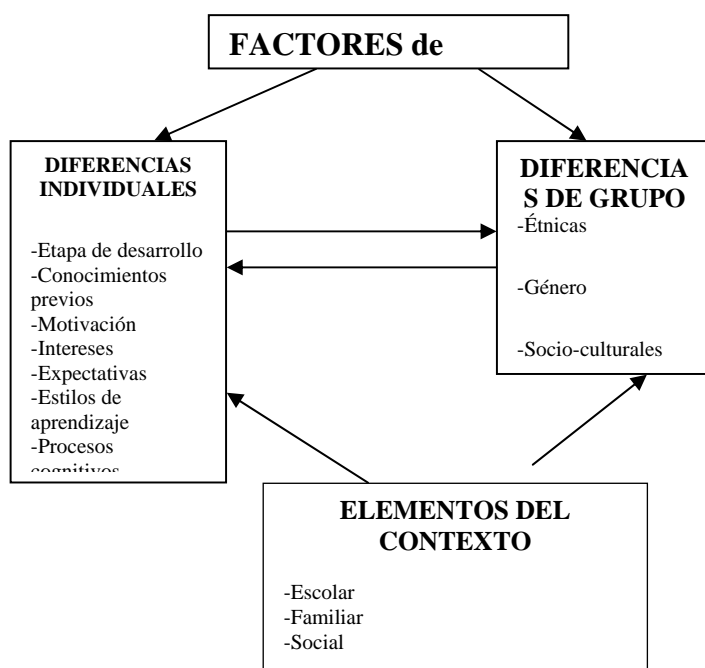 FACTORES de
DIFERENCIAS
INDIVIDUALES
-Etapa de desarrollo
-Conocimientos
previos
-Motivación
-Intereses
-Expectativas
-Estilos de
aprendizaje
-Procesos
cognitivos
DIFERENCIA
S DE GRUPO
-Étnicas
-Género
-Socio-culturales
ELEMENTOS DEL
CONTEXTO
-Escolar
-Familiar
-Social